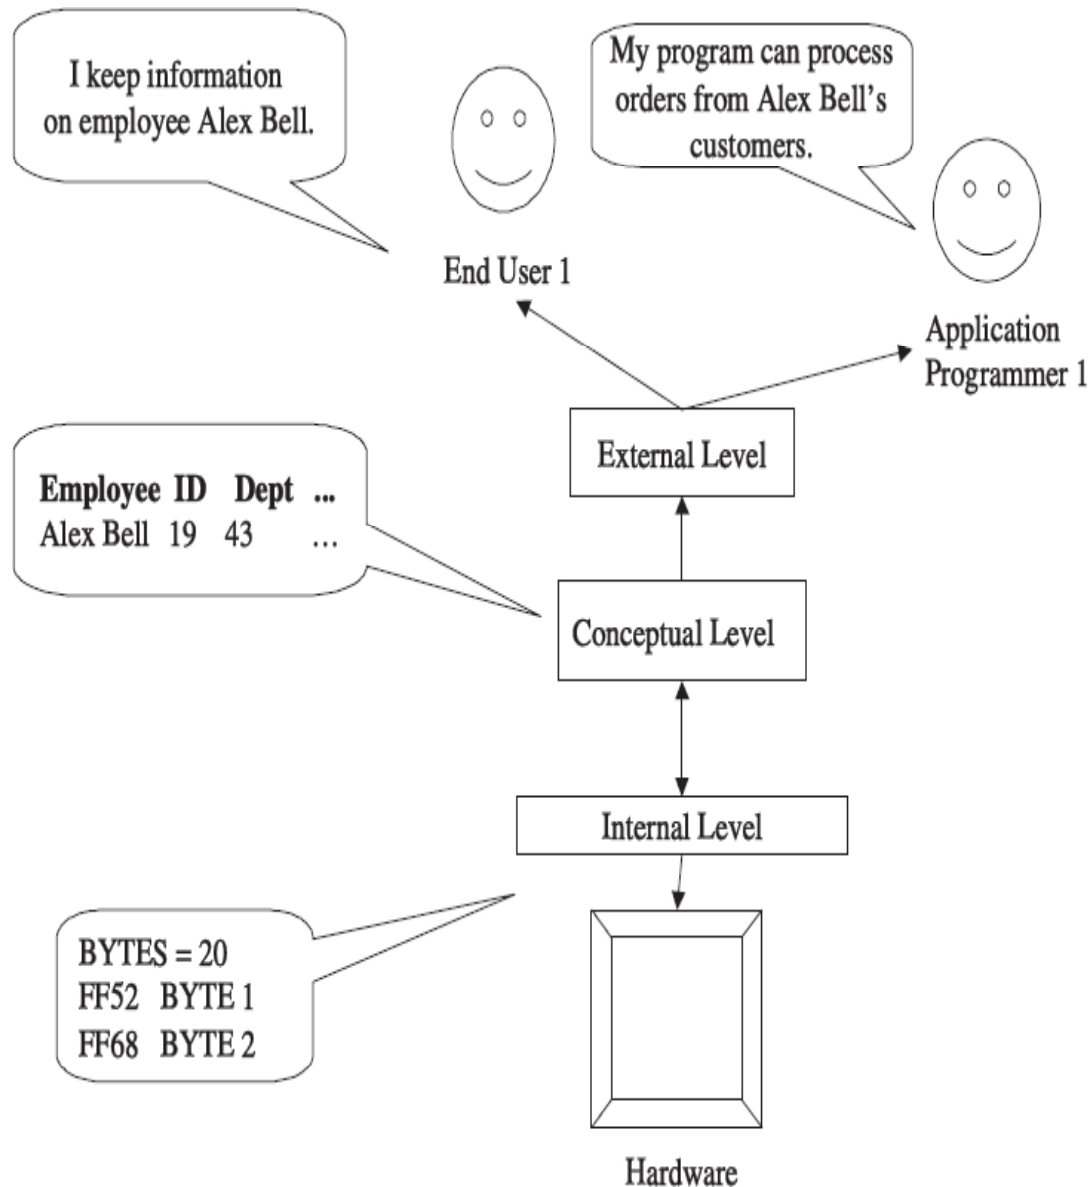 I keep information
on employee Alex Bell.
My program can process
orders from Alex Bell's
customers.
End User 1
Application
Programmer 1
External Level
Employee ID Dept ...
Alex Bell 19 43 ...
Conceptual Level
Internal Level
BYTES = 20
FF52 BYTE 1
FF68 BYTE 2
Hardware